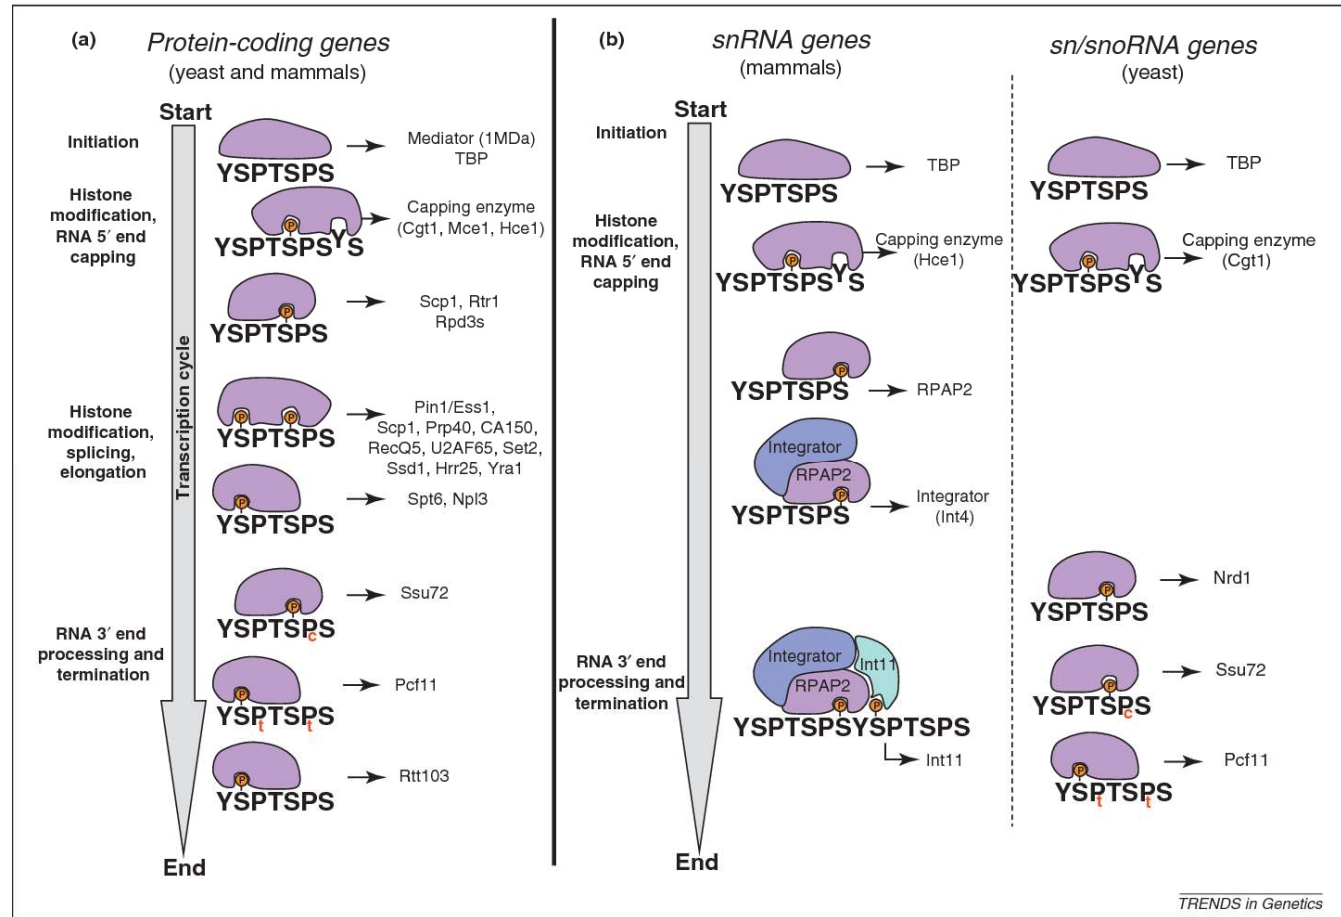 (a)
Protein-coding genes
(yeast and mammals)
Start
Initiation
YSPTSPS
Mediator (1MDa)
TBP
Histone
modification,
RNA 5′ end
capping
P
YSPTSPSYS
Capping enzyme
(Cgt1, Mce1, Hce1)
P
YSPTSPS
Scp1, Rtr1
Rpd3s
Transcription cycle
Histone
modification,
splicing,
elongation
P P
YSPTSPS
Pin1/Ess1,
Scp1, Prp40, CA150,
RecQ5, U2AF65, Set2,
Ssd1, Hrr25, Yra1
P
YSPTSPS
Spt6, Npl3
RNA 3′ end
processing and
termination
P
YSPTSPS
c
Ssu72
P
YSPTSPS
t t
Pcf11
P
YSPTSPS
Rtt103
End
(b)
snRNA genes
(mammals)
Start
Initiation
YSPTSPS
TBP
Histone
modification,
RNA 5′ end
capping
P
YSPTSPSYS
Capping enzyme
(Hce1)
P
YSPTSPS
RPAP2
Integrator
RPAP2
P
YSPTSPS
Integrator
(Int4)
RNA 3′ end
processing and
termination
Integrator
Int11
RPAP2
P P
YSPTSPSYSPTSPS
Int11
End
sn/snoRNA genes
(yeast)
YSPTSPS
TBP
P
YSPTSPSYS
Capping enzyme
(Cgt1)
P
YSPTSPS
Nrd1
P
YSPTSPS
c
Ssu72
P
YSPTSPS
t t
Pcf11
TRENDS in Genetics